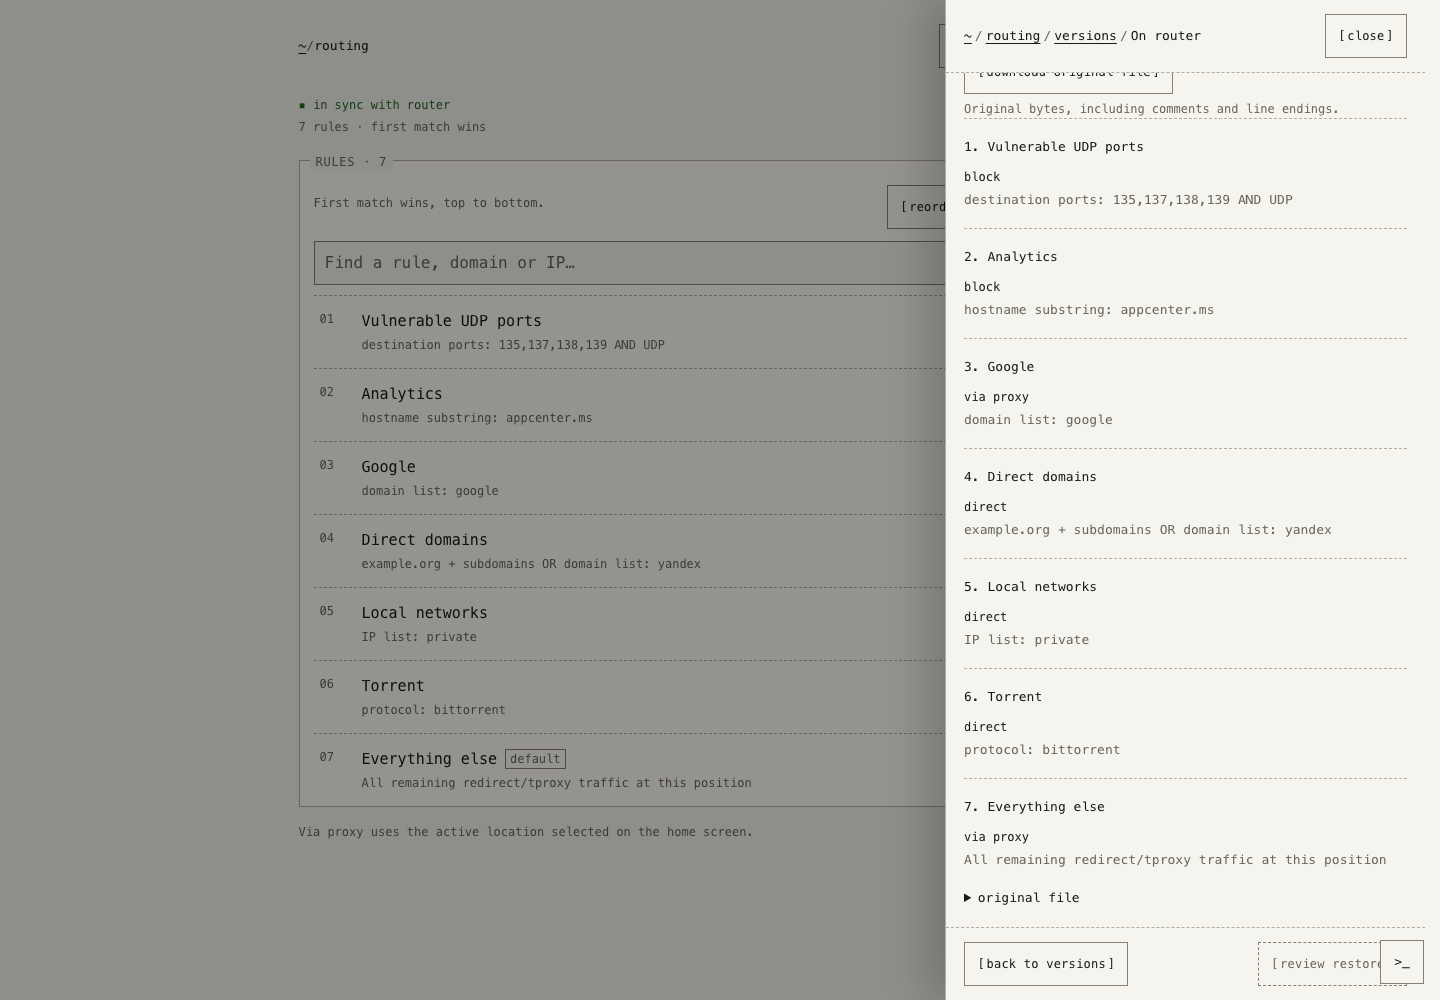 ~/routing
▪ in sync with router
7 rules · first match wins
RULES · 7
First match wins, top to bottom.
[reord
Find a rule, domain or IP…
01 Vulnerable UDP ports
destination ports: 135,137,138,139 AND UDP
02 Analytics
hostname substring: appcenter.ms
03 Google
domain list: google
04 Direct domains
example.org + subdomains OR domain list: yandex
05 Local networks
IP list: private
06 Torrent
protocol: bittorrent
07 Everything else default
All remaining redirect/tproxy traffic at this position
Via proxy uses the active location selected on the home screen.
~/ routing / versions / On router
[close]
[download original file]
Original bytes, including comments and line endings.
1. Vulnerable UDP ports
block
destination ports: 135,137,138,139 AND UDP
2. Analytics
block
hostname substring: appcenter.ms
3. Google
via proxy
domain list: google
4. Direct domains
direct
example.org + subdomains OR domain list: yandex
5. Local networks
direct
IP list: private
6. Torrent
direct
protocol: bittorrent
7. Everything else
via proxy
All remaining redirect/tproxy traffic at this position
▶ original file
[back to versions]
[review restore
>_